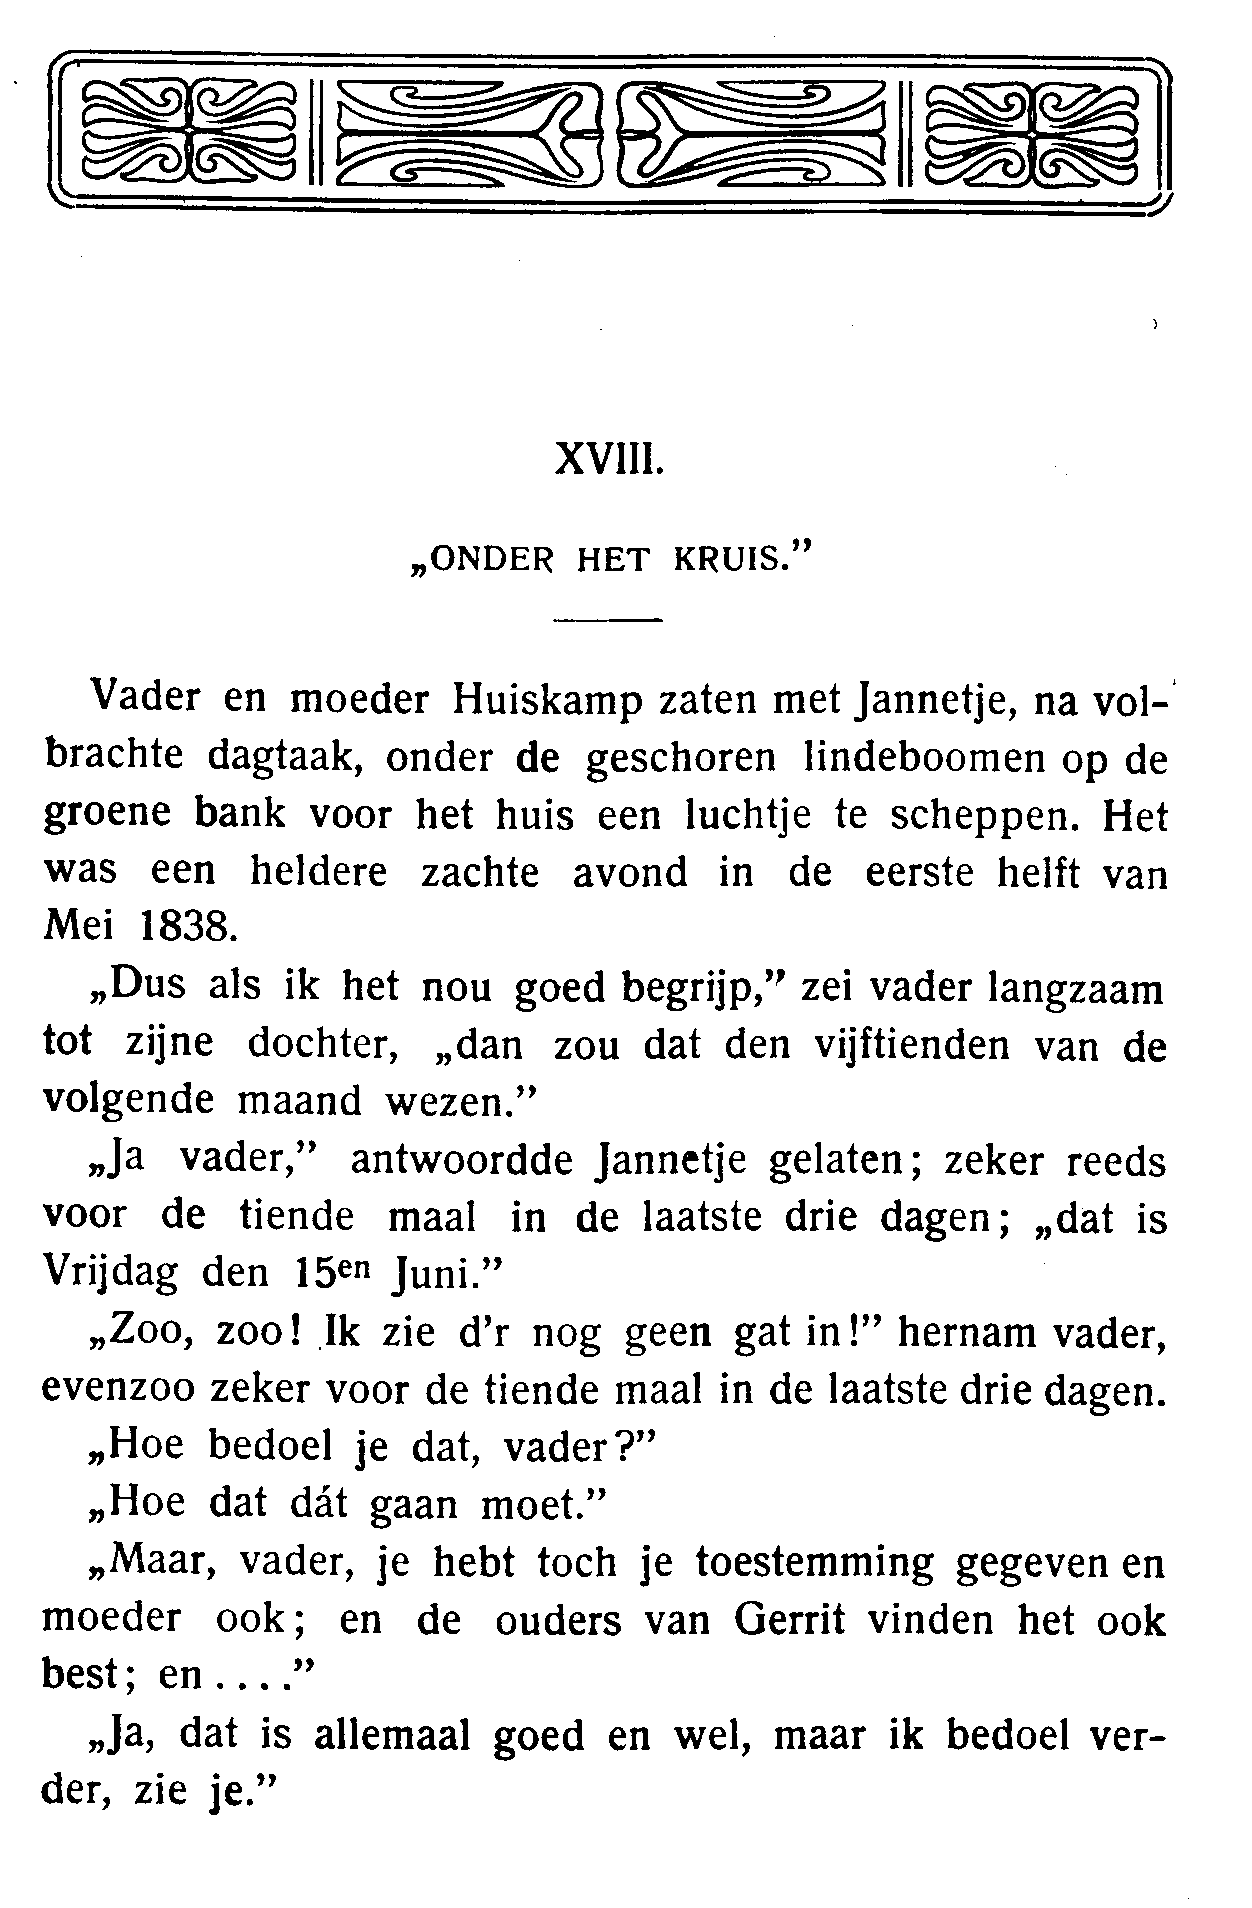 XVIII.
„ONDER HET KRUIS.”
Vader en moeder Huiskamp zaten met Jannetje, na vol-
brachte dagtaak, onder de geschoren lindeboomen op de
groene bank voor het huis een luchtje te scheppen. Het
was een heldere zachte avond in de eerste helft van
Mei 1838.
„Dus als ik het nou goed begrijp,” zei vader langzaam
tot zijne dochter, „dan zou dat den vijftienden van de
volgende maand wezen.”
„Ja vader,” antwoordde Jannetje gelaten; zeker reeds
voor de tiende maal in de laatste drie dagen; „dat is
Vrijdag den 15en Juni.”
„Zoo, zoo! Ik zie d'r nog geen gat in!” hernam vader,
evenzoo zeker voor de tiende maal in de laatste drie dagen.
„Hoe bedoel je dat, vader?”
„Hoe dat dát gaan moet.”
„Maar, vader, je hebt toch je toestemming gegeven en
moeder ook; en de ouders van Gerrit vinden het ook
best; en . . . .”
„Ja, dat is allemaal goed en wel, maar ik bedoel ver-
der, zie je.”